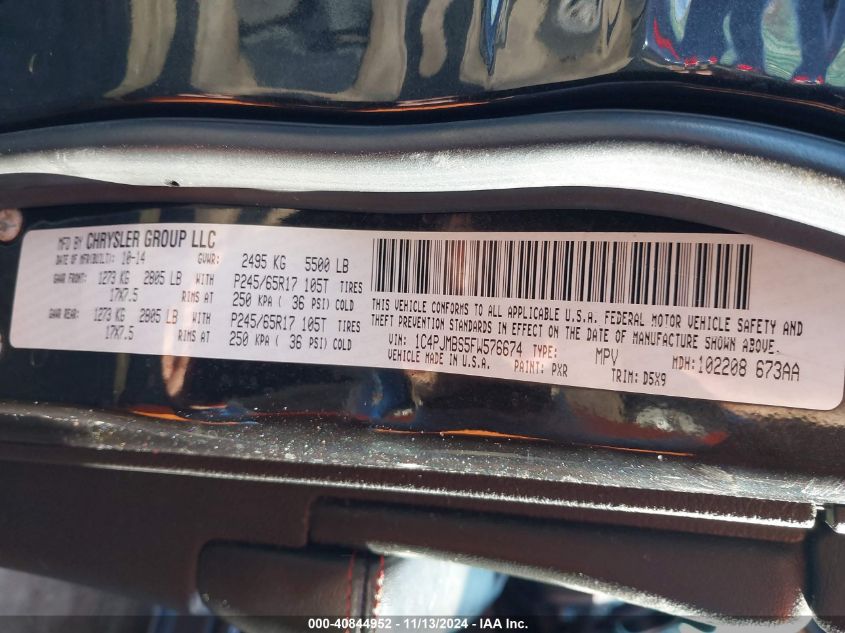 MFD BY CHRYSLER GROUP LLC
DATE OF MFR(BUILT): 10-14 GVWR: 2495 KG 5500 LB
GAWR FRONT: 1273 KG 2805 LB WITH P245/65R17 105T TIRES
17X7.5 RIMS AT 250 KPA ( 36 PSI) COLD
GAWR REAR: 1273 KG 2805 LB WITH P245/65R17 105T TIRES
17X7.5 RIMS AT 250 KPA ( 36 PSI) COLD
THIS VEHICLE CONFORMS TO ALL APPLICABLE U.S.A. FEDERAL MOTOR VEHICLE SAFETY AND
THEFT PREVENTION STANDARDS IN EFFECT ON THE DATE OF MANUFACTURE SHOWN ABOVE.
VIN: 1C4PJMBS5FW576674 TYPE: MPV MDH: 102208 673AA
VEHICLE MADE IN U.S.A. PAINT: PXR TRIM: D5X9
000-40844952 - 11/13/2024 - IAA Inc.